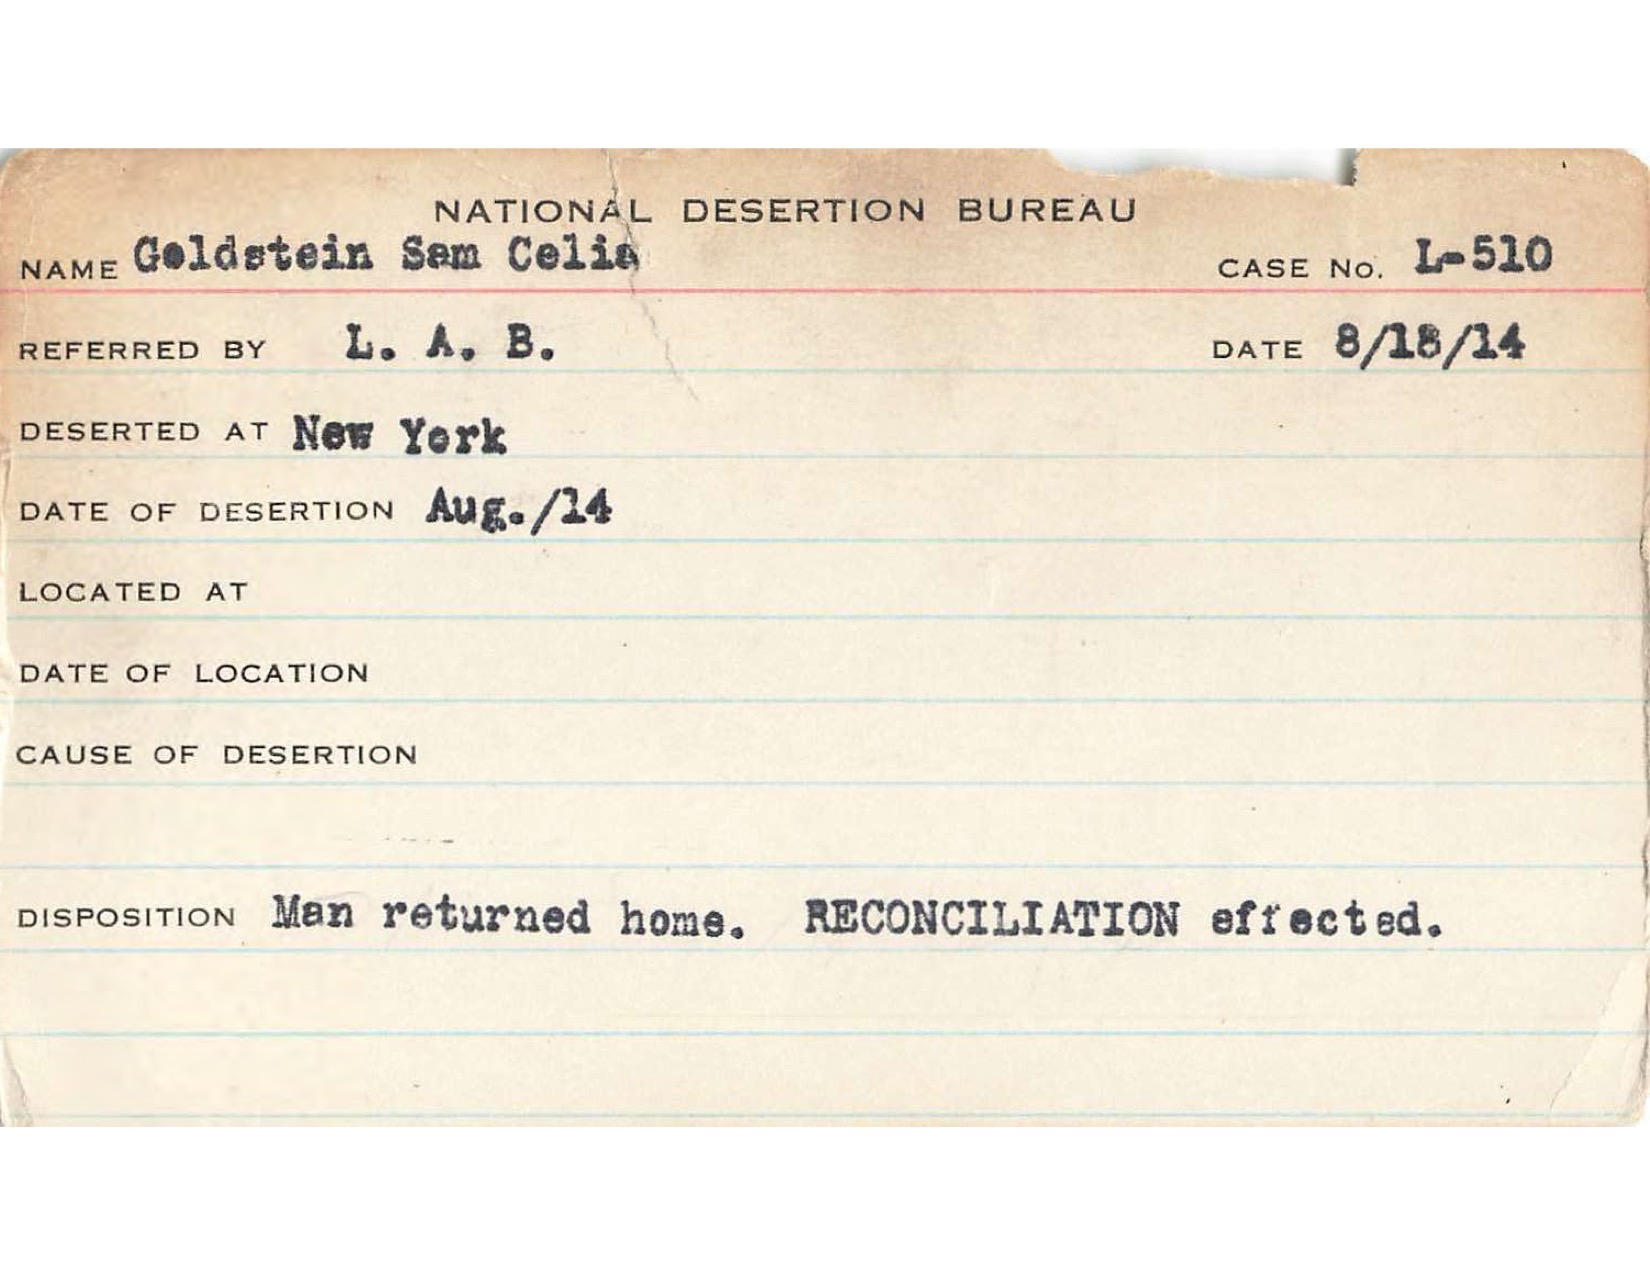 NATIONAL DESERTION BUREAU
NAME Goldstein Sam Celia CASE No. L-510
REFERRED BY L. A. B. DATE 8/18/14
DESERTED AT New York
DATE OF DESERTION Aug./14
LOCATED AT
DATE OF LOCATION
CAUSE OF DESERTION
DISPOSITION Man returned home. RECONCILIATION effected.